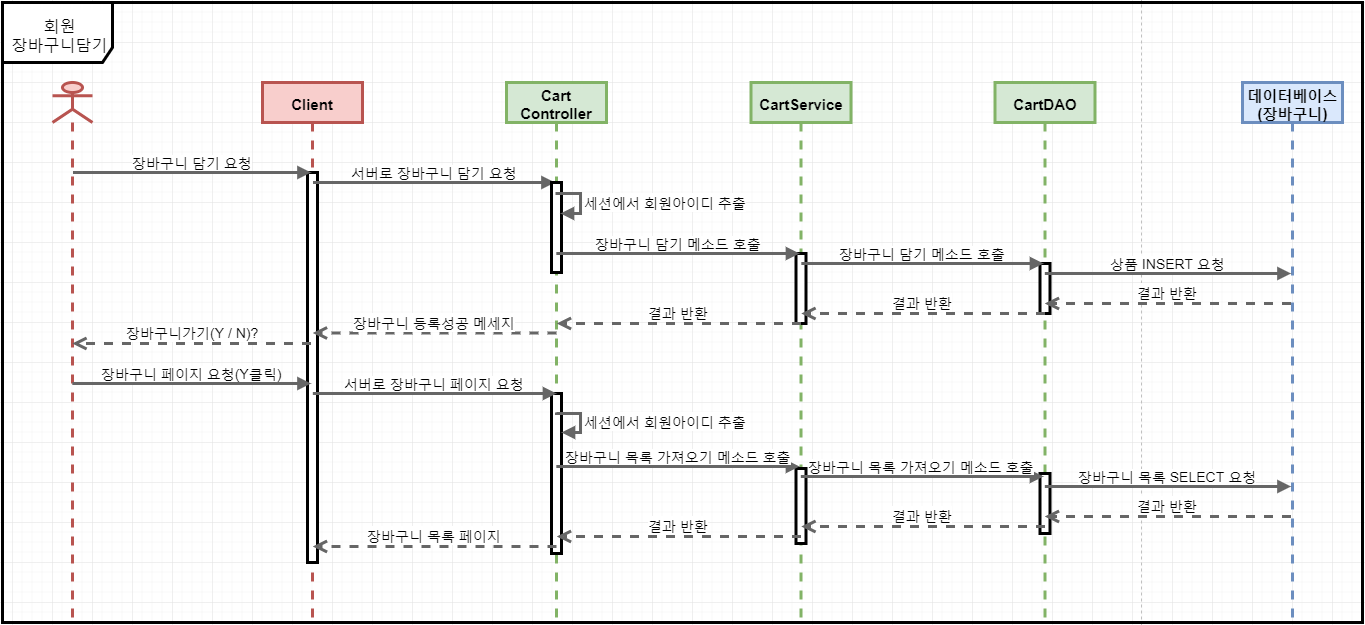 회원
장바구니담기
Client
Cart
Controller
CartService
CartDAO
데이터베이스
(장바구니)
장바구니 담기 요청
서버로 장바구니 담기 요청
세션에서 회원아이디 추출
장바구니 담기 메소드 호출
장바구니 담기 메소드 호출
상품 INSERT 요청
결과 반환
결과 반환
결과 반환
장바구니 등록성공 메세지
장바구니가기(Y / N)?
장바구니 페이지 요청(Y클릭)
서버로 장바구니 페이지 요청
세션에서 회원아이디 추출
장바구니 목록 가져오기 메소드 호출
장바구니 목록 가져오기 메소드 호출
장바구니 목록 SELECT 요청
결과 반환
결과 반환
결과 반환
장바구니 목록 페이지